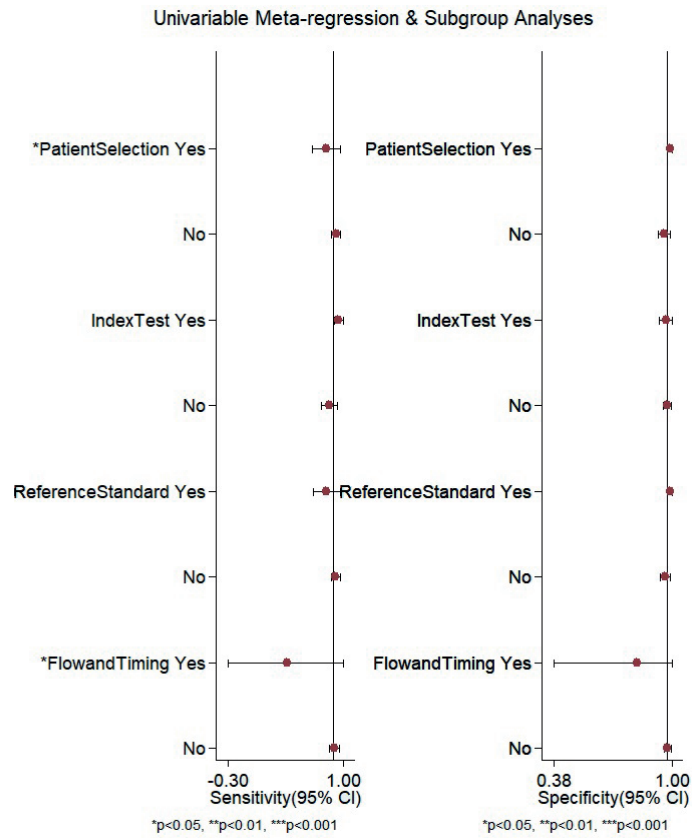 Univariable Meta-regression & Subgroup Analyses
*PatientSelection Yes
No
IndexTest Yes
No
ReferenceStandard Yes
No
*FlowandTiming Yes
No
-0.30 1.00
Sensitivity(95% CI)
*p<0.05, **p<0.01, ***p<0.001
PatientSelection Yes
No
IndexTest Yes
No
ReferenceStandard Yes
No
FlowandTiming Yes
No
0.38 1.00
Specificity(95% CI)
*p<0.05, **p<0.01, ***p<0.001